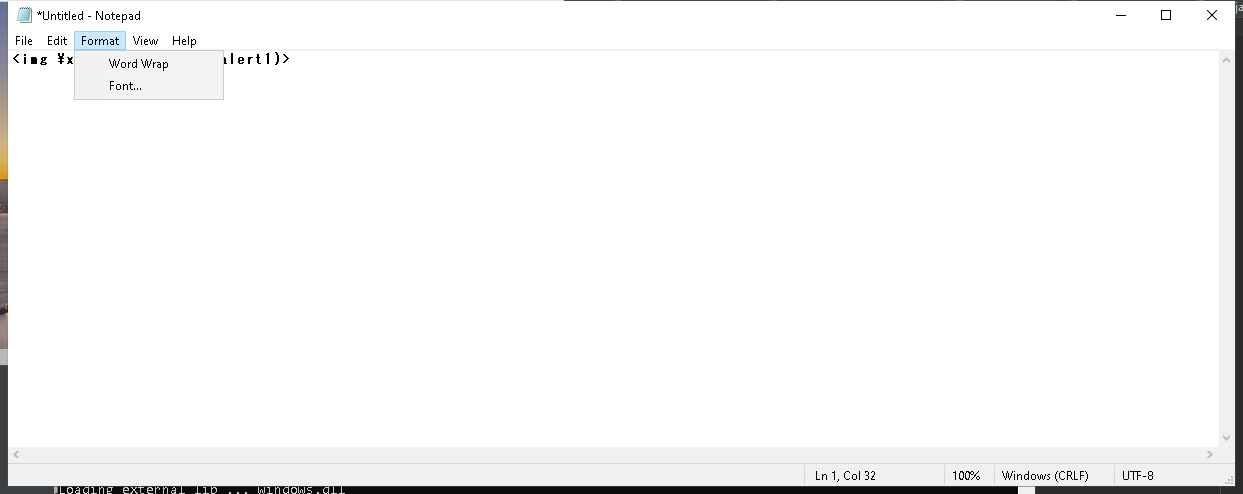 *Untitled - Notepad
File Edit Format View Help
<img ¥x alert1)>
Word Wrap
Font...
Ln 1, Col 32 100% Windows (CRLF) UTF-8
Loading external lib ... windows.dll